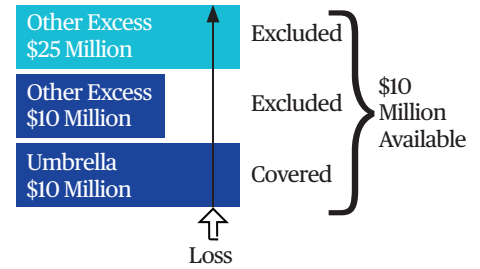 Other Excess
$25 Million
Excluded
Other Excess
$10 Million
Excluded
Umbrella
$10 Million
Covered
$10
Million
Available
Loss